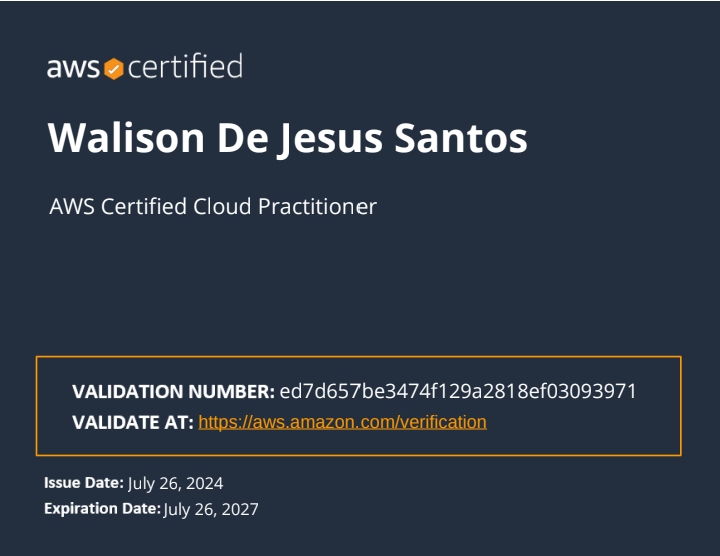 aws certified
Walison De Jesus Santos
AWS Certified Cloud Practitioner
VALIDATION NUMBER: ed7d657be3474f129a2818ef03093971
VALIDATE AT: https://aws.amazon.com/verification
Issue Date: July 26, 2024
Expiration Date: July 26, 2027